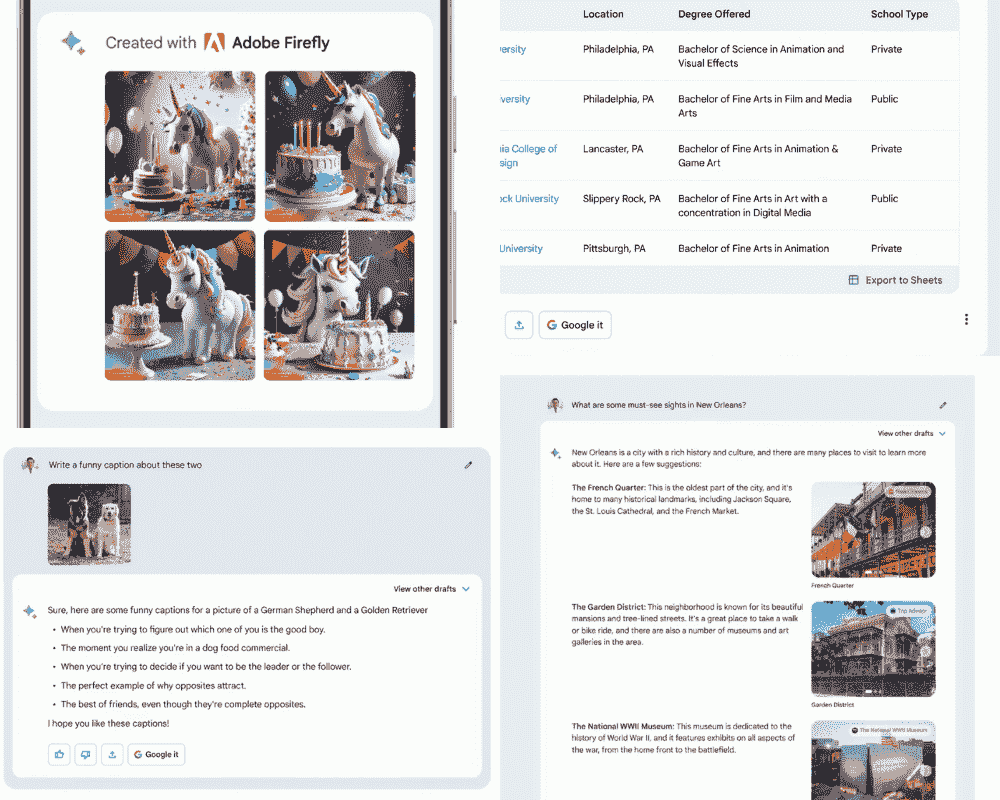 Created with Adobe Firefly
Location Degree Offered School Type
versity Philadelphia, PA Bachelor of Science in Animation and Private
Visual Effects
versity Philadelphia, PA Bachelor of Fine Arts in Film and Media Public
Arts
nia College of Lancaster, PA Bachelor of Fine Arts in Animation & Private
sign Game Art
ock University Slippery Rock, PA Bachelor of Fine Arts in Art with a Public
concentration in Digital Media
University Pittsburgh, PA Bachelor of Fine Arts in Animation Private
Export to Sheets
Google it
Write a funny caption about these two
View other drafts
Sure, here are some funny captions for a picture of a German Shepherd and a Golden Retriever
• When you're trying to figure out which one of you is the good boy.
• The moment you realize you're in a dog food commercial.
• When you're trying to decide if you want to be the leader or the follower.
• The perfect example of why opposites attract.
• The best of friends, even though they're complete opposites.
I hope you like these captions!
Google it
What are some must-see sights in New Orleans?
View other drafts
New Orleans is a city with a rich history and culture, and there are many places to visit to learn more
about it. Here are a few suggestions:
The French Quarter: This is the oldest part of the city, and it's
home to many historical landmarks, including Jackson Square,
the St. Louis Cathedral, and the French Market.
French Quarter
The Garden District: This neighborhood is known for its beautiful
mansions and tree-lined streets. It's a great place to take a walk
or bike ride, and there are also a number of museums and art
galleries in the area.
Trip Advisor
Garden District
The National WWII Museum: This museum is dedicated to the
history of World War II, and it features exhibits on all aspects of
the war, from the home front to the battlefield.
The National WWII Museum